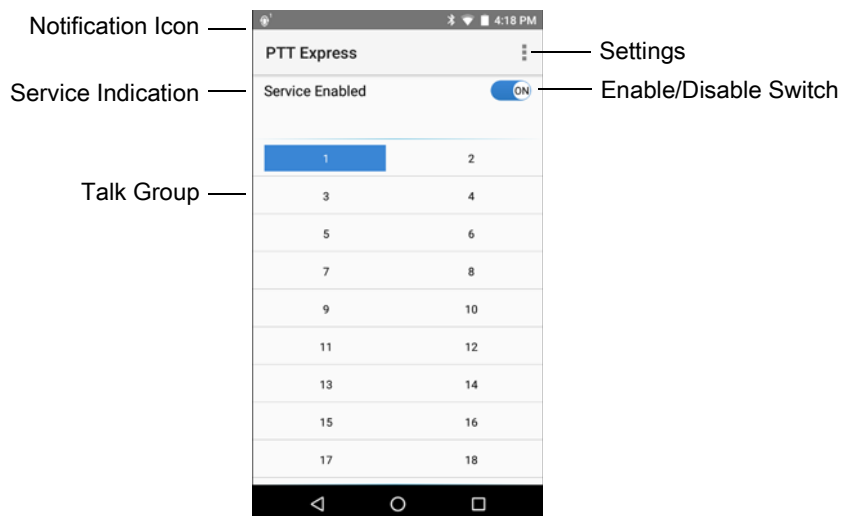 Notification Icon
1
4:18 PM
PTT Express
Settings
Service Indication
Service Enabled
ON
Enable/Disable Switch
1 2
Talk Group
3 4
5 6
7 8
9 10
11 12
13 14
15 16
17 18